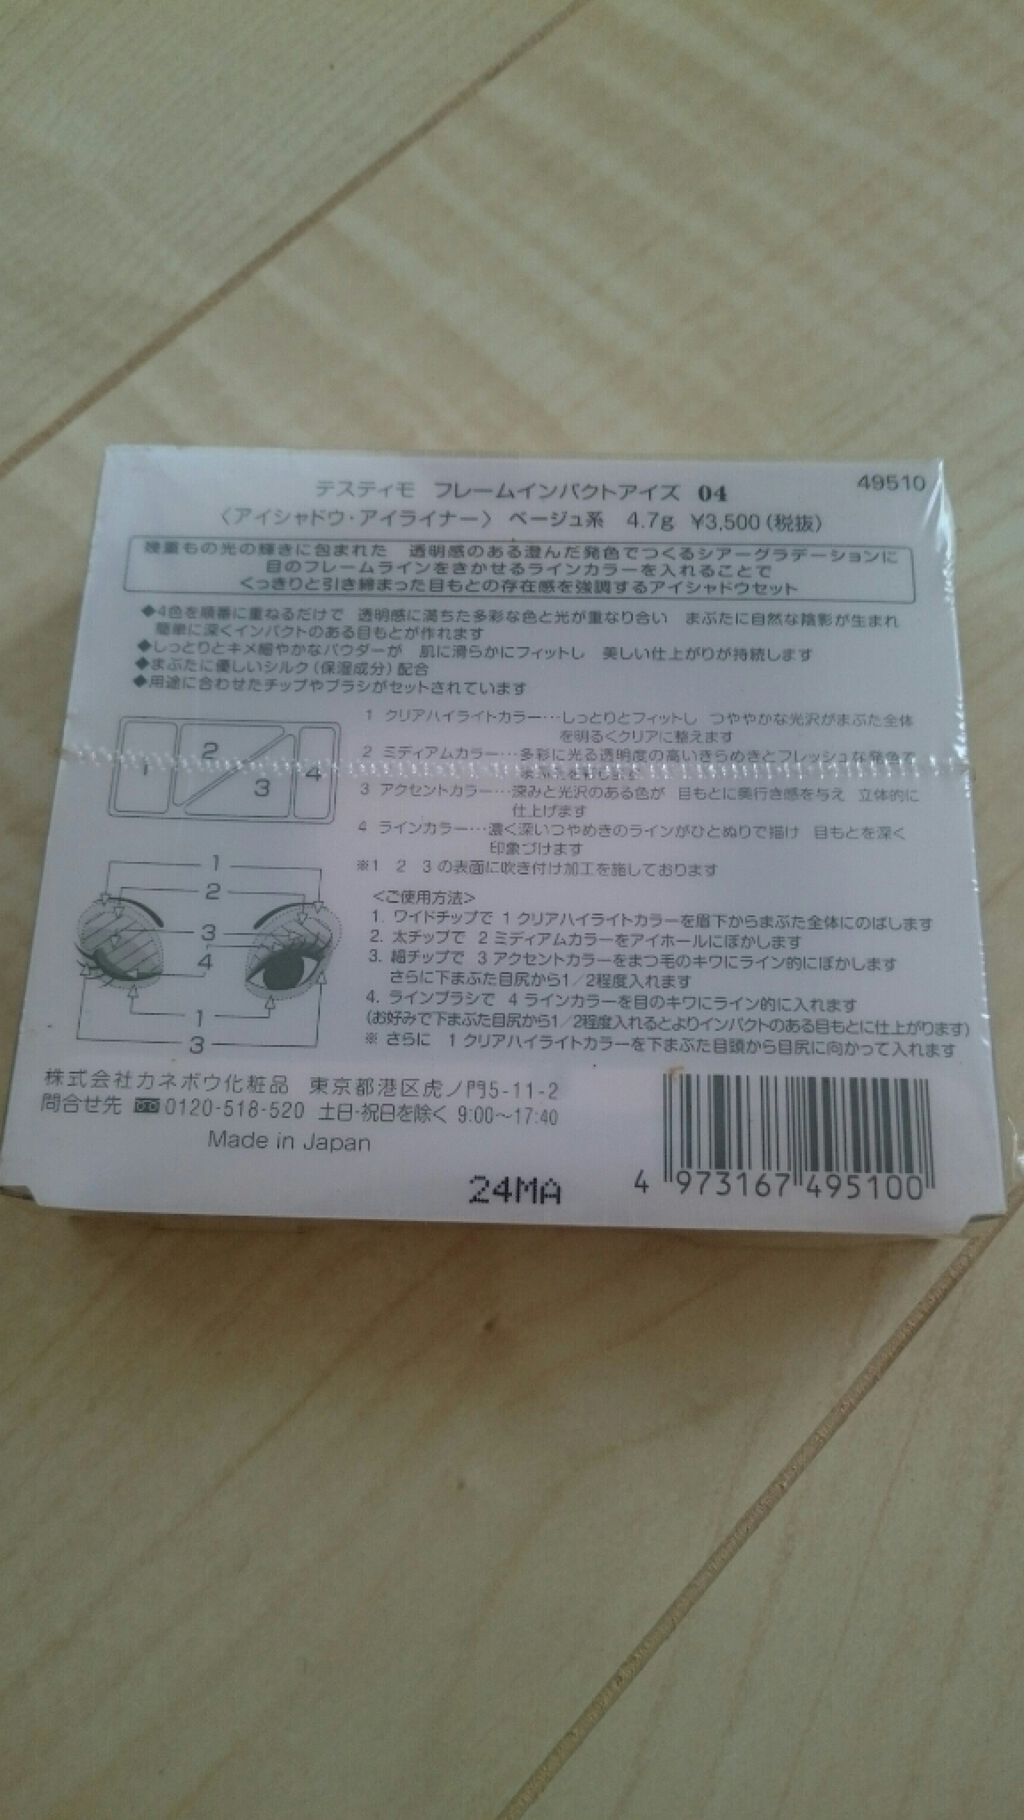 49510
テスティモ フレームインパクトアイズ 04
〈アイシャドウ・アイライナー〉 ベージュ系 4.7g ¥3,500(税抜)
幾重もの光の輝きに包まれた 透明感のある澄んだ発色でつくるシアーグラデーションに
目のフレームラインをきかせるラインカラーを入れることで
くっきりと引き締まった目もとの存在感を強調するアイシャドウセット
◆4色を順番に重ねるだけで 透明感に満ちた多彩な色と光が重なり合い まぶたに自然な陰影が生まれ
簡単に深くインパクトのある目もとが作れます
◆しっとりとキメ細やかなパウダーが 肌に滑らかにフィットし 美しい仕上がりが持続します
◆まぶたに優しいシルク(保湿成分)配合
◆用途に合わせたチップやブラシがセットされています
1 2 3 4
1 クリアハイライトカラー…しっとりとフィットし つややかな光沢がまぶた全体
を明るくクリアに整えます
2 ミディアムカラー…多彩に光る透明度の高いきらめきとフレッシュな発色で
3 アクセントカラー…深みと光沢のある色が 目もとに奥行き感を与え 立体的に
仕上げます
4 ラインカラー…濃く深いつやめきのラインがひとぬりで描け 目もとを深く
印象づけます
※1 2 3の表面に吹き付け加工を施しております
1
2
3
4
1
3
<ご使用方法>
1. ワイドチップで 1 クリアハイライトカラーを眉下からまぶた全体にのばします
2. 太チップで 2 ミディアムカラーをアイホールにぼかします
3. 細チップで 3 アクセントカラーをまつ毛のキワにライン的にぼかします
さらに下まぶた目尻から1/2程度入れます
4. ラインブラシで 4 ラインカラーを目のキワにライン的に入れます
(お好みで下まぶた目尻から1/2程度入れるとよりインパクトのある目もとに仕上がります)
※ さらに 1 クリアハイライトカラーを下まぶた目頭から目尻に向かって入れます
株式会社カネボウ化粧品 東京都港区虎ノ門5-11-2
問合せ先 0120-518-520 土日・祝日を除く 9:00〜17:40
Made in Japan
24MA
4 973167 495100